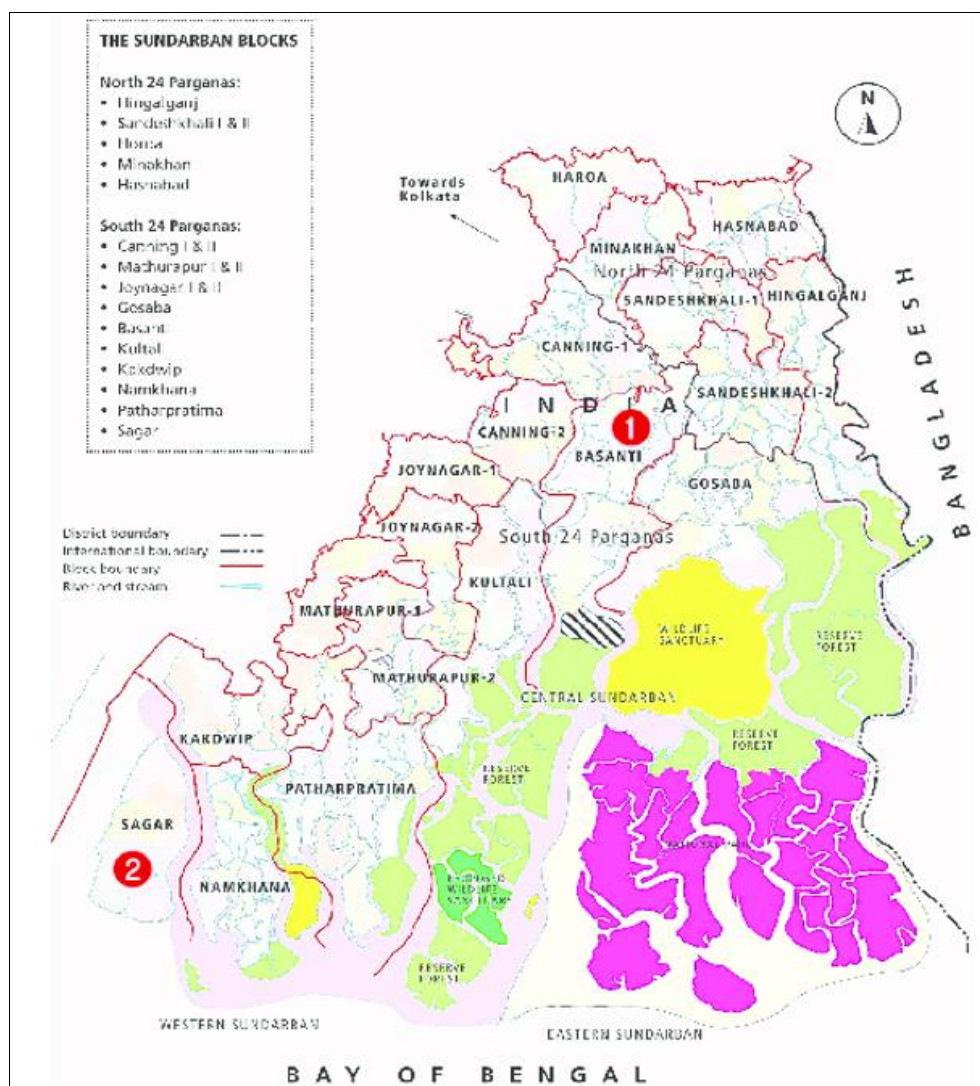 THE SUNDARBAN BLOCKS
North 24 Parganas:
• Hingalganj
• Sandeshkhali I & II
• Haroa
• Minakhan
• Hasnabad
South 24 Parganas:
• Canning I & II
• Mathurapur I & II
• Joynagar I & II
• Gosaba
• Basanti
• Kultali
• Kakdwip
• Namkhana
• Patharpratima
• Sagar
N
Towards
Kolkata
HAROA
HASNABAD
MINAKHAN
North 24 Parganas
SANDESHKHALI-1
HINGALGANJ
BANGLADESH
CANNING-1
SANDESHKHALI-2
INDIA
1
CANNING-2
BASANTI
JOYNAGAR-1
GOSABA
JOYNAGAR-2
South 24 Parganas
District boundary
International boundary
Block boundary
River and stream
KULTALI
MATHURAPUR-1
WILDLIFE
SANCTUARY
RESERVE
FOREST
MATHURAPUR-2
CENTRAL SUNDARBAN
KAKDWIP
RESERVE
FOREST
RESERVE
FOREST
PATHARPRATIMA
SAGAR
2
NATIONAL PARK
NAMKHANA
WILDLIFE
SANCTUARY
RESERVE
FOREST
WESTERN SUNDARBAN
EASTERN SUNDARBAN
BAY OF BENGAL